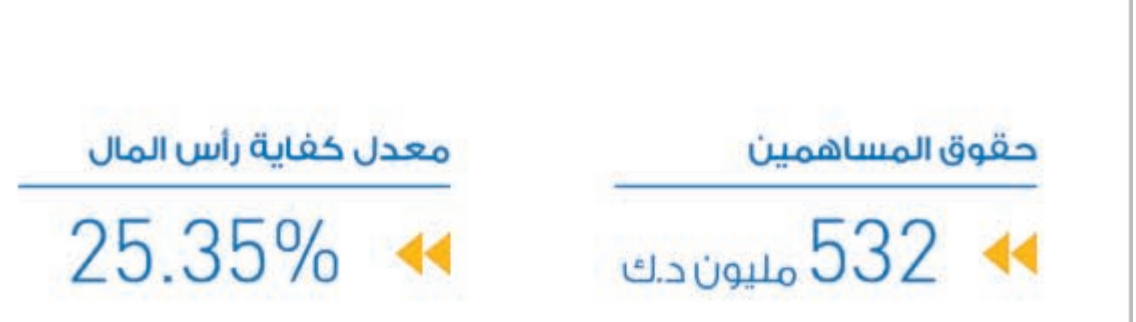 حقوق المساهمين
532 مليون د.ك
معدل كفاية رأس المال
25.35%